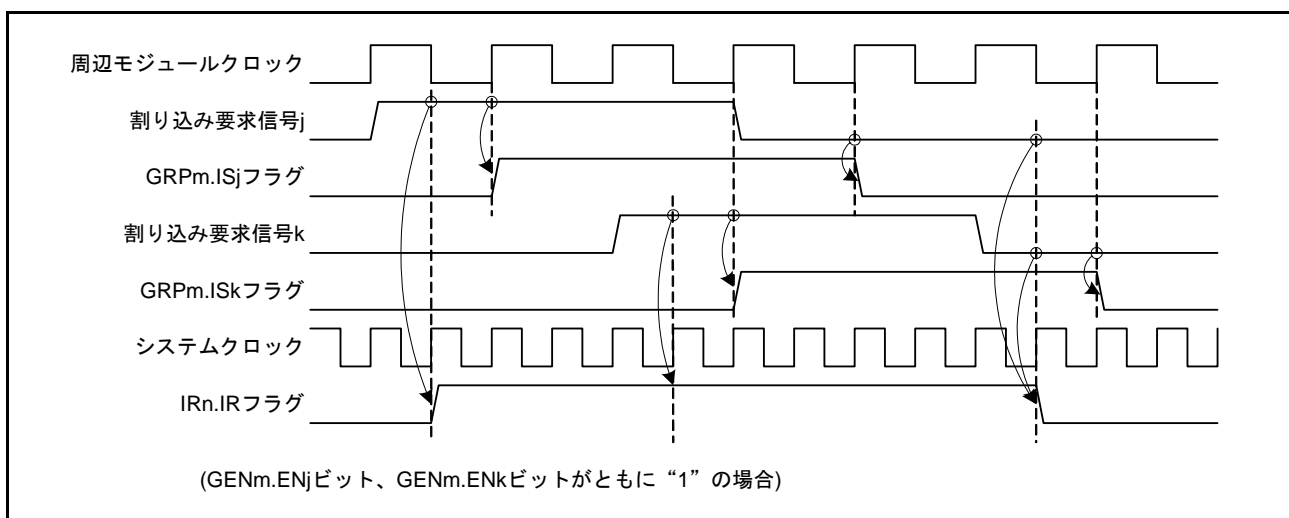 周辺モジュールクロック
割り込み要求信号j
GRPm.ISjフラグ
割り込み要求信号k
GRPm.ISkフラグ
システムクロック
IRn.IRフラグ
(GENm.ENjビット、GENm.ENkビットがともに“1”の場合)